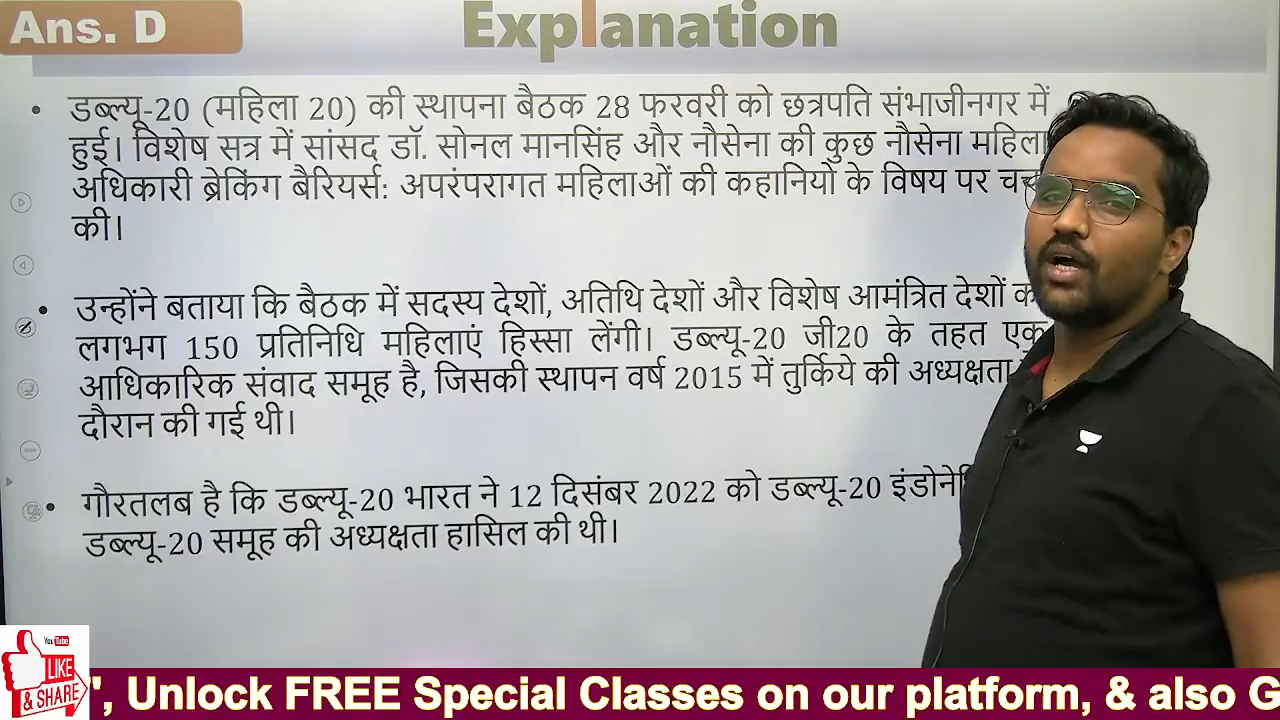 Ans. D
Explanation
डब्ल्यू-20 (महिला 20) की स्थापना बैठक 28 फरवरी को छत्रपति संभाजीनगर में
हुई। विशेष सत्र में सांसद डॉ. सोनल मानसिंह और नौसेना की कुछ नौसेना महिला
अधिकारी ब्रेकिंग बैरियर्स: अपरंपरागत महिलाओं की कहानियों के विषय पर
की।
उन्होंने बताया कि बैठक में सदस्य देशों, अतिथि देशों और विशेष आमंत्रित देशों
लगभग 150 प्रतिनिधि महिलाएं हिस्सा लेंगी। डब्ल्यू-20 जी20 के तहत एक
आधिकारिक संवाद समूह है, जिसकी स्थापन वर्ष 2015 में तुर्किये की अध्यक्षता
दौरान की गई थी।
गौरतलब है कि डब्ल्यू-20 भारत ने 12 दिसंबर 2022 को डब्ल्यू-20
डब्ल्यू-20 समूह की अध्यक्षता हासिल की थी।
YouTube
LIKE
& SHARE
", Unlock FREE Special Classes on our platform, & also G